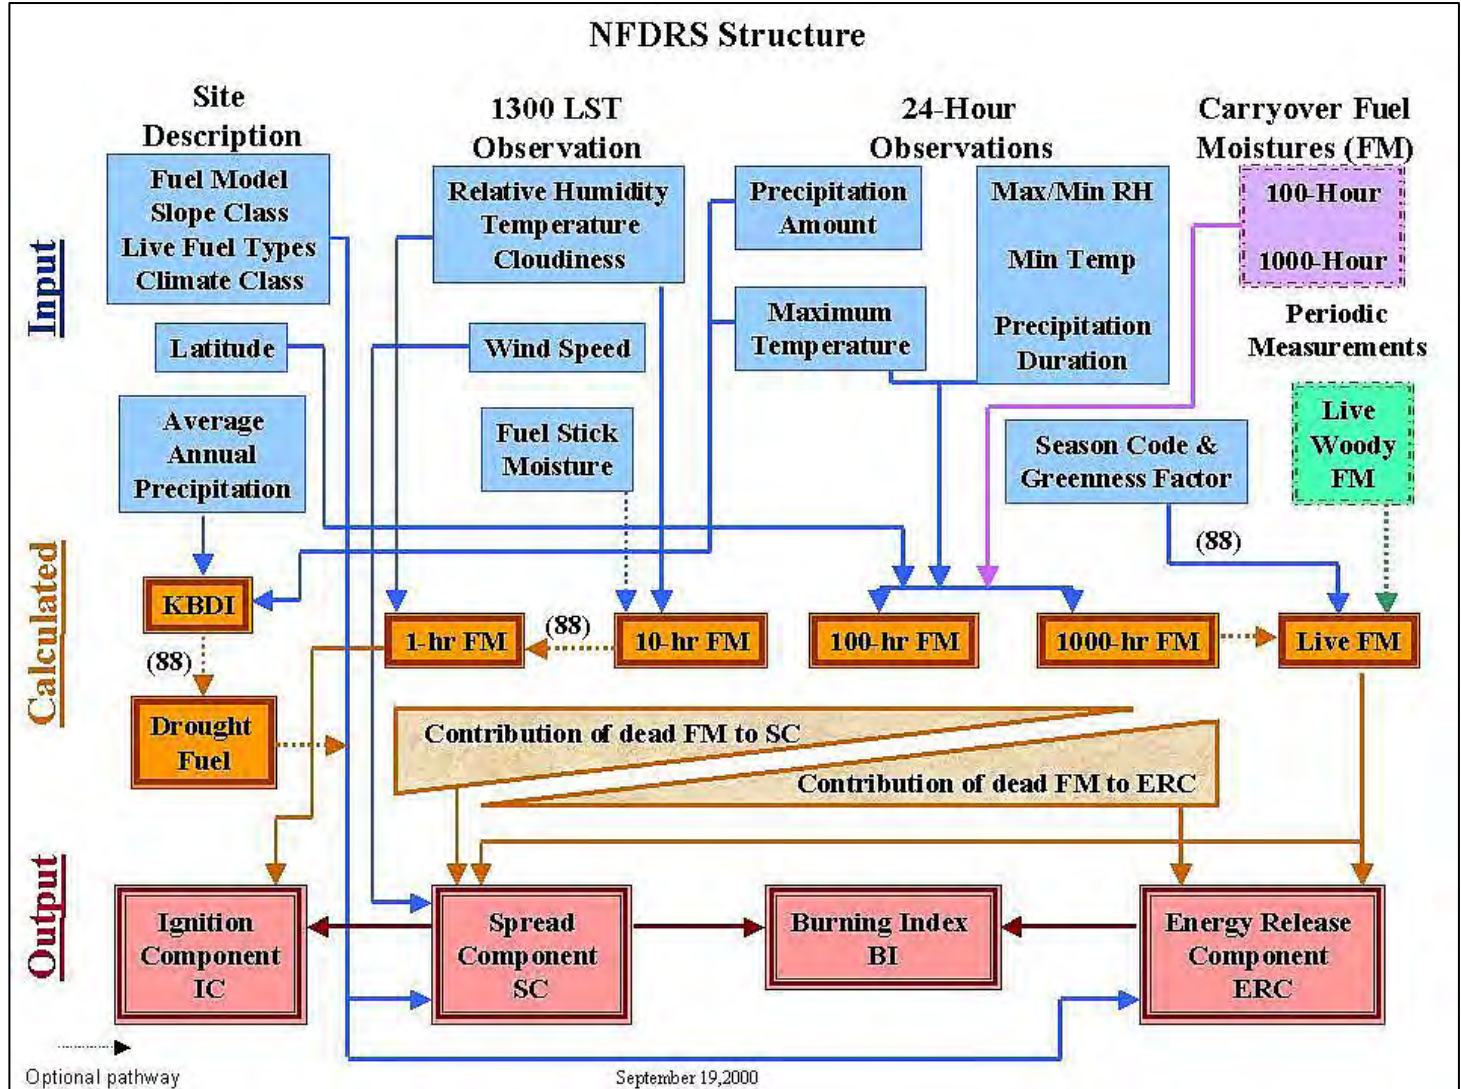 NFDRS Structure
Site
Description
1300 LST
Observation
24-Hour
Observations
Carryover Fuel
Moistures (FM)
Input
Fuel Model
Slope Class
Live Fuel Types
Climate Class
Relative Humidity
Temperature
Cloudiness
Precipitation
Amount
Max/Min RH
Min Temp
Precipitation
Duration
100-Hour
1000-Hour
Latitude
Wind Speed
Maximum
Temperature
Periodic
Measurements
Average
Annual
Precipitation
Fuel Stick
Moisture
Season Code &
Greenness Factor
Live
Woody
FM
Calculated
(88)
KBDI
(88)
1-hr FM
(88)
10-hr FM
100-hr FM
1000-hr FM
Live FM
Drought
Fuel
Contribution of dead FM to SC
Contribution of dead FM to ERC
Output
Ignition
Component
IC
Spread
Component
SC
Burning Index
BI
Energy Release
Component
ERC
Optional pathway
September 19,2000